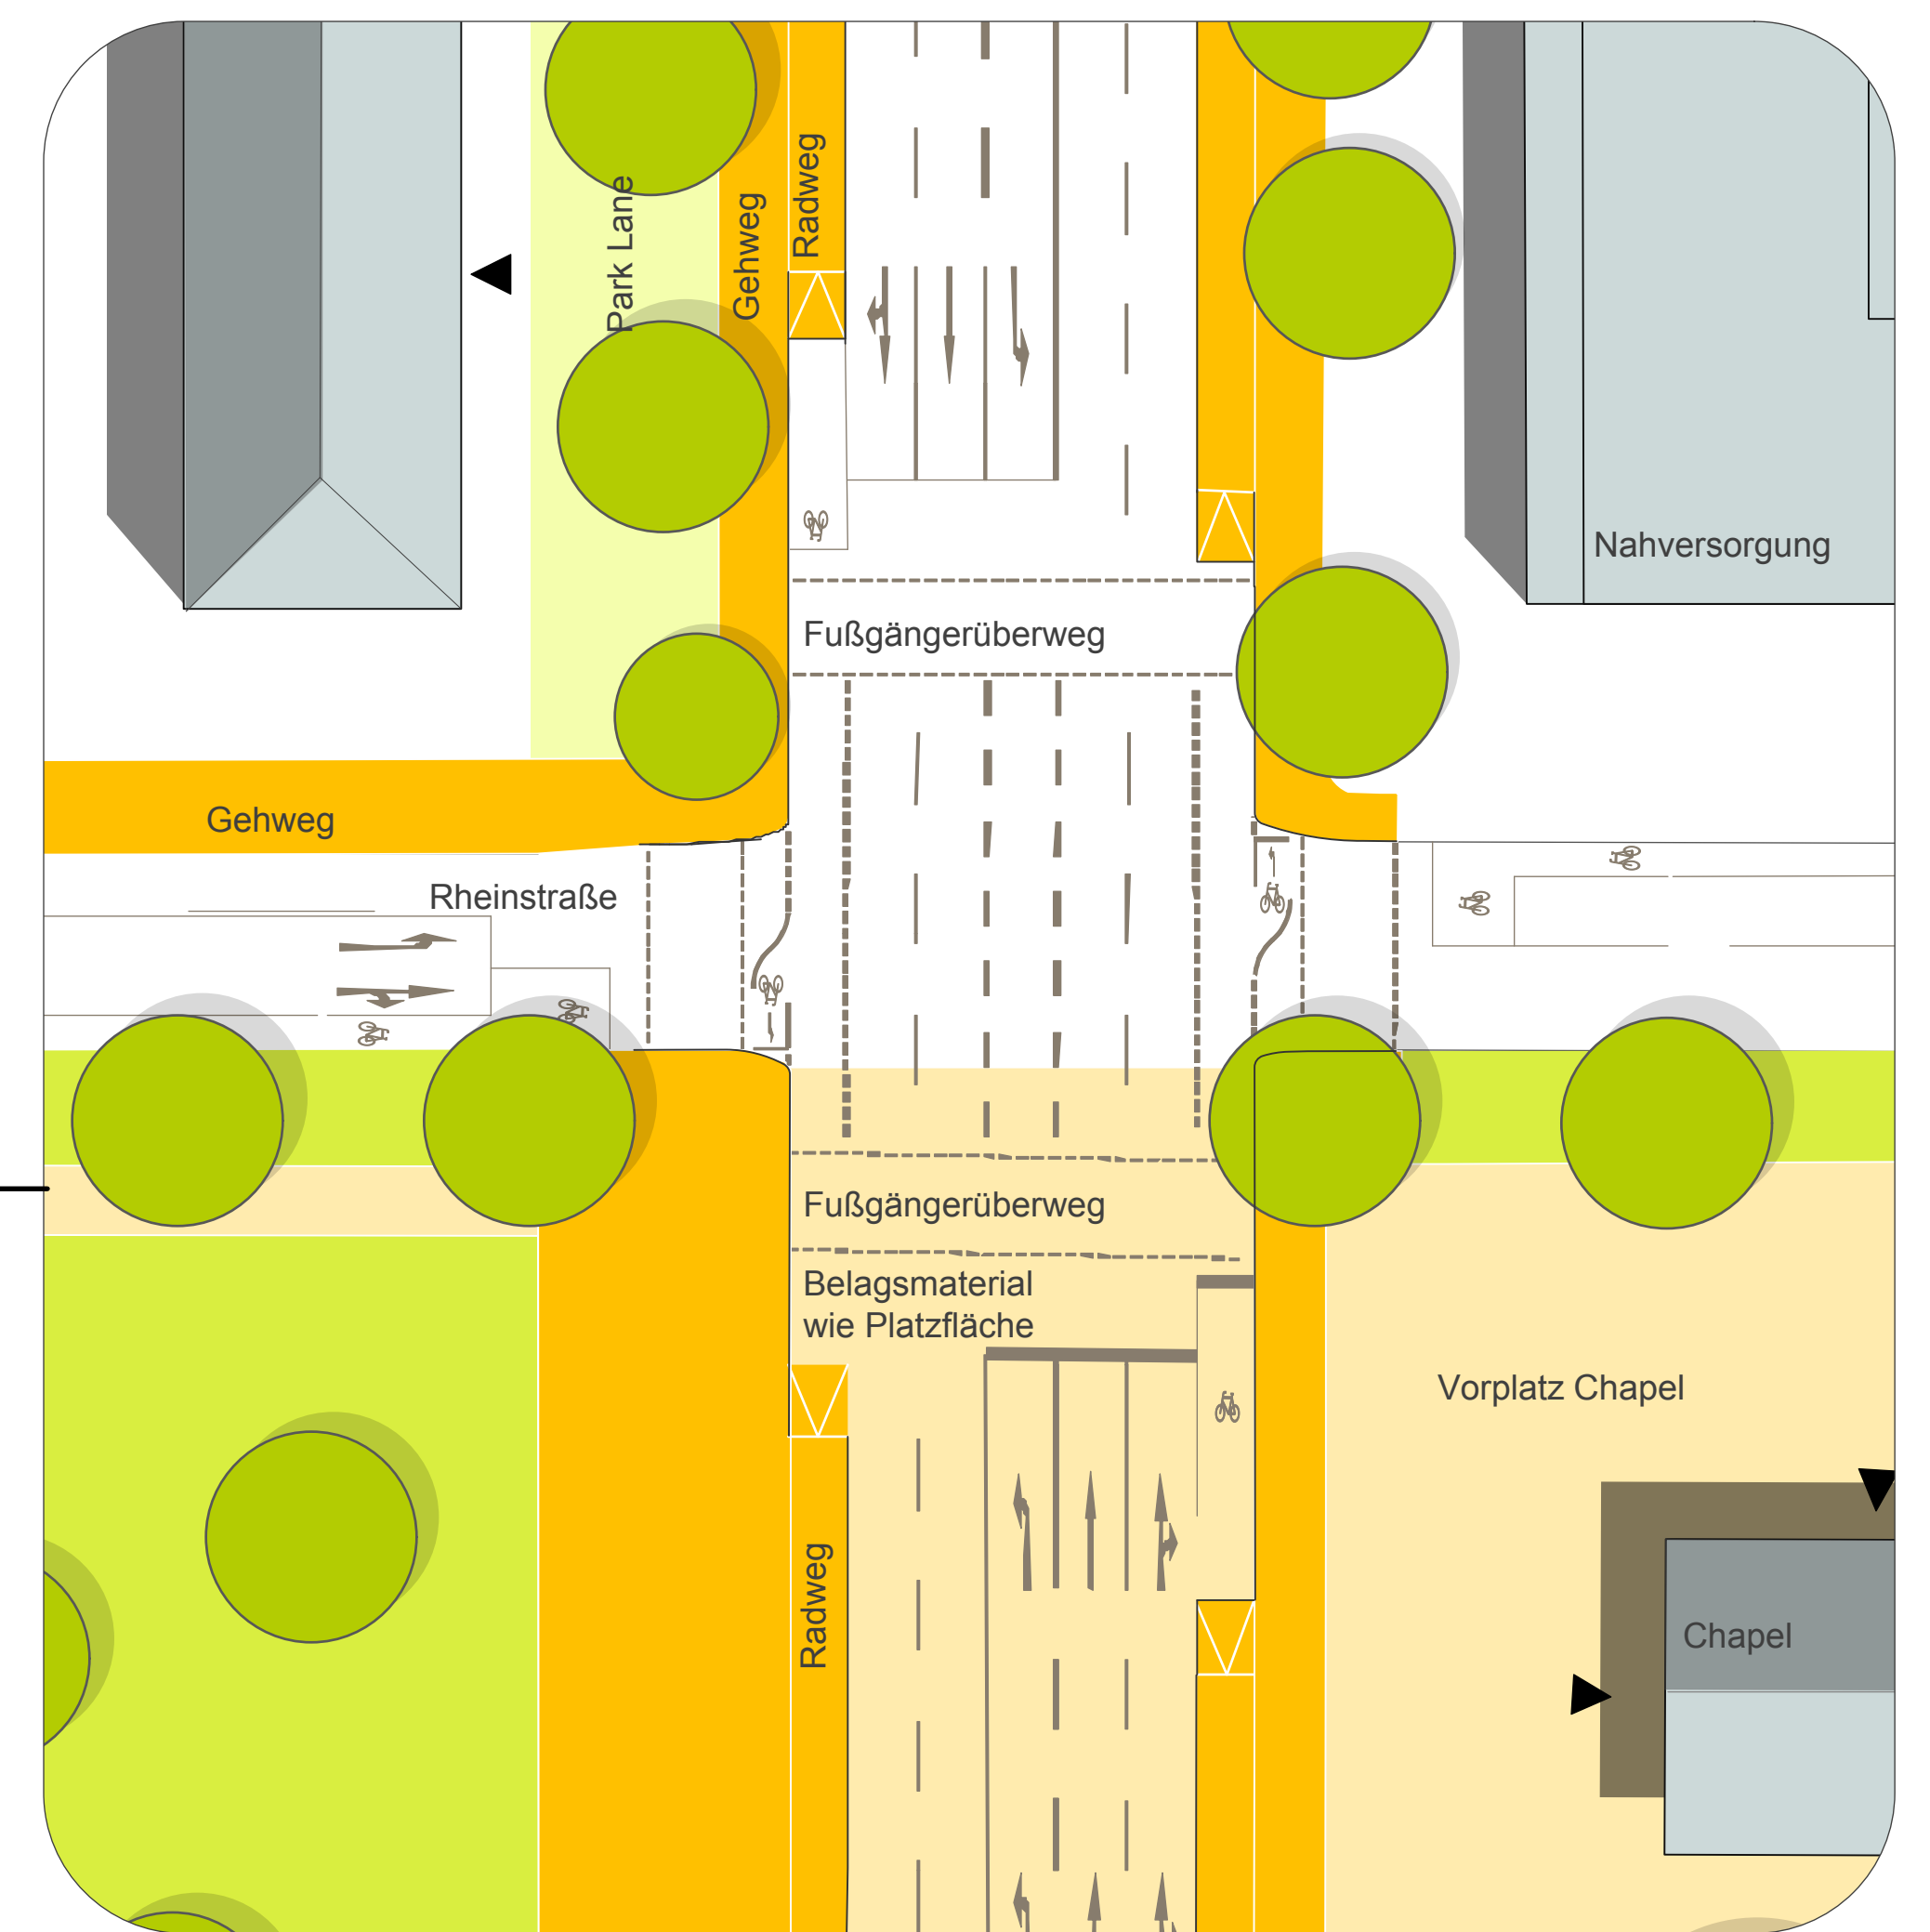 Radweg
Park Lane
Gehweg
Nahversorgung
Fußgängerüberweg
Gehweg
Rheinstraße
Fußgängerüberweg
Belagsmaterial
wie Platzfläche
Vorplatz Chapel
Radweg
Chapel